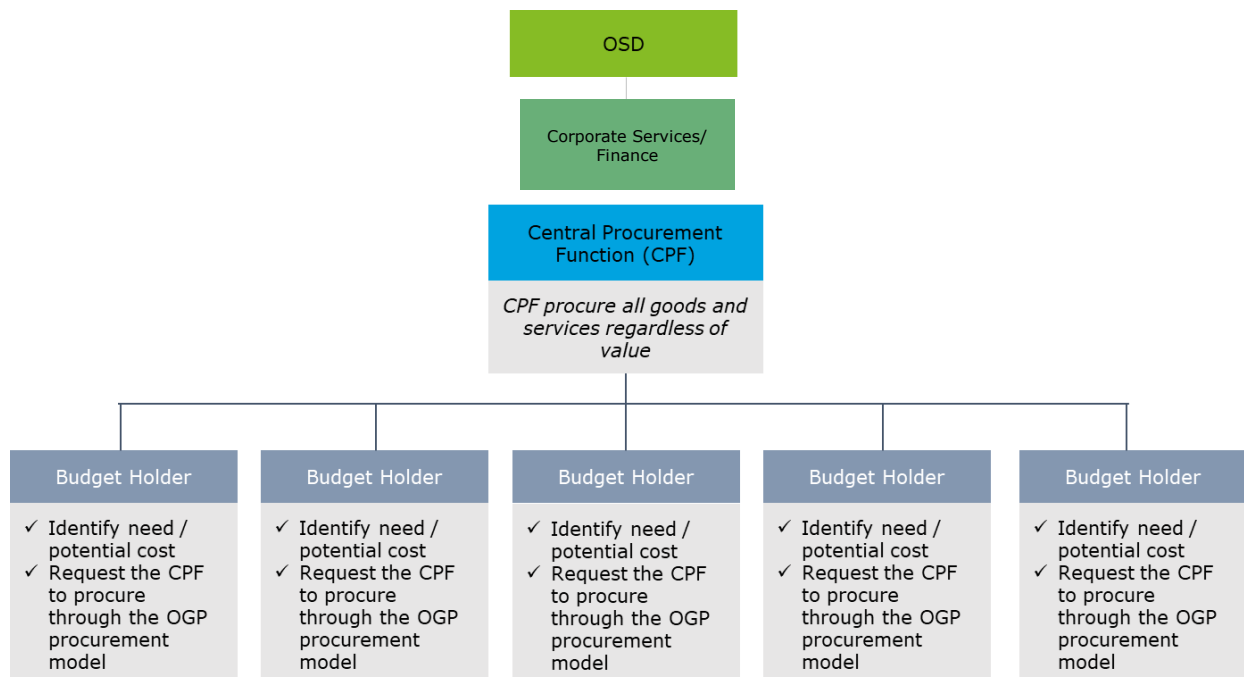 OSD
Corporate Services/
Finance
Central Procurement
Function (CPF)
CPF procure all goods and
services regardless of
value
Budget Holder
✓ Identify need /
potential cost
✓ Request the CPF
to procure
through the OGP
procurement
model
Budget Holder
✓ Identify need /
potential cost
✓ Request the CPF
to procure
through the OGP
procurement
model
Budget Holder
✓ Identify need /
potential cost
✓ Request the CPF
to procure
through the OGP
procurement
model
Budget Holder
✓ Identify need /
potential cost
✓ Request the CPF
to procure
through the OGP
procurement
model
Budget Holder
✓ Identify need /
potential cost
✓ Request the CPF
to procure
through the OGP
procurement
model